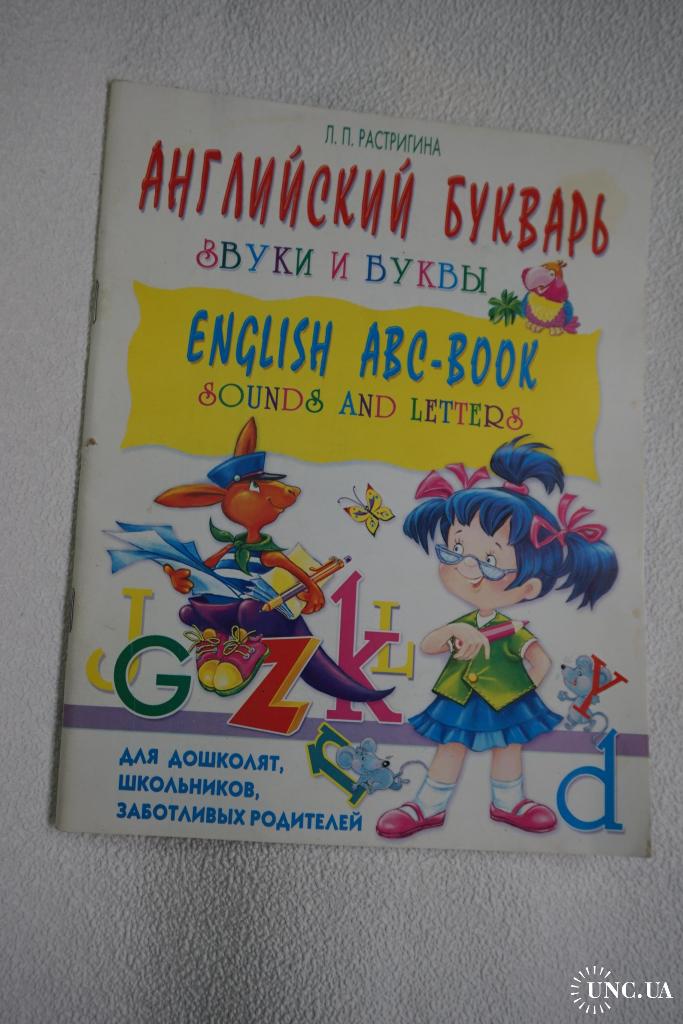 Л. П. РАСТРИГИНА
АНГЛИЙСКИЙ БУКВАРЬ
ЗВУКИ И БУКВЫ
ENGLISH ABC-BOOK
SOUNDS AND LETTERS
J G Z k L Y
n d
ДЛЯ ДОШКОЛЯТ,
ШКОЛЬНИКОВ,
ЗАБОТЛИВЫХ РОДИТЕЛЕЙ
UNC.UA